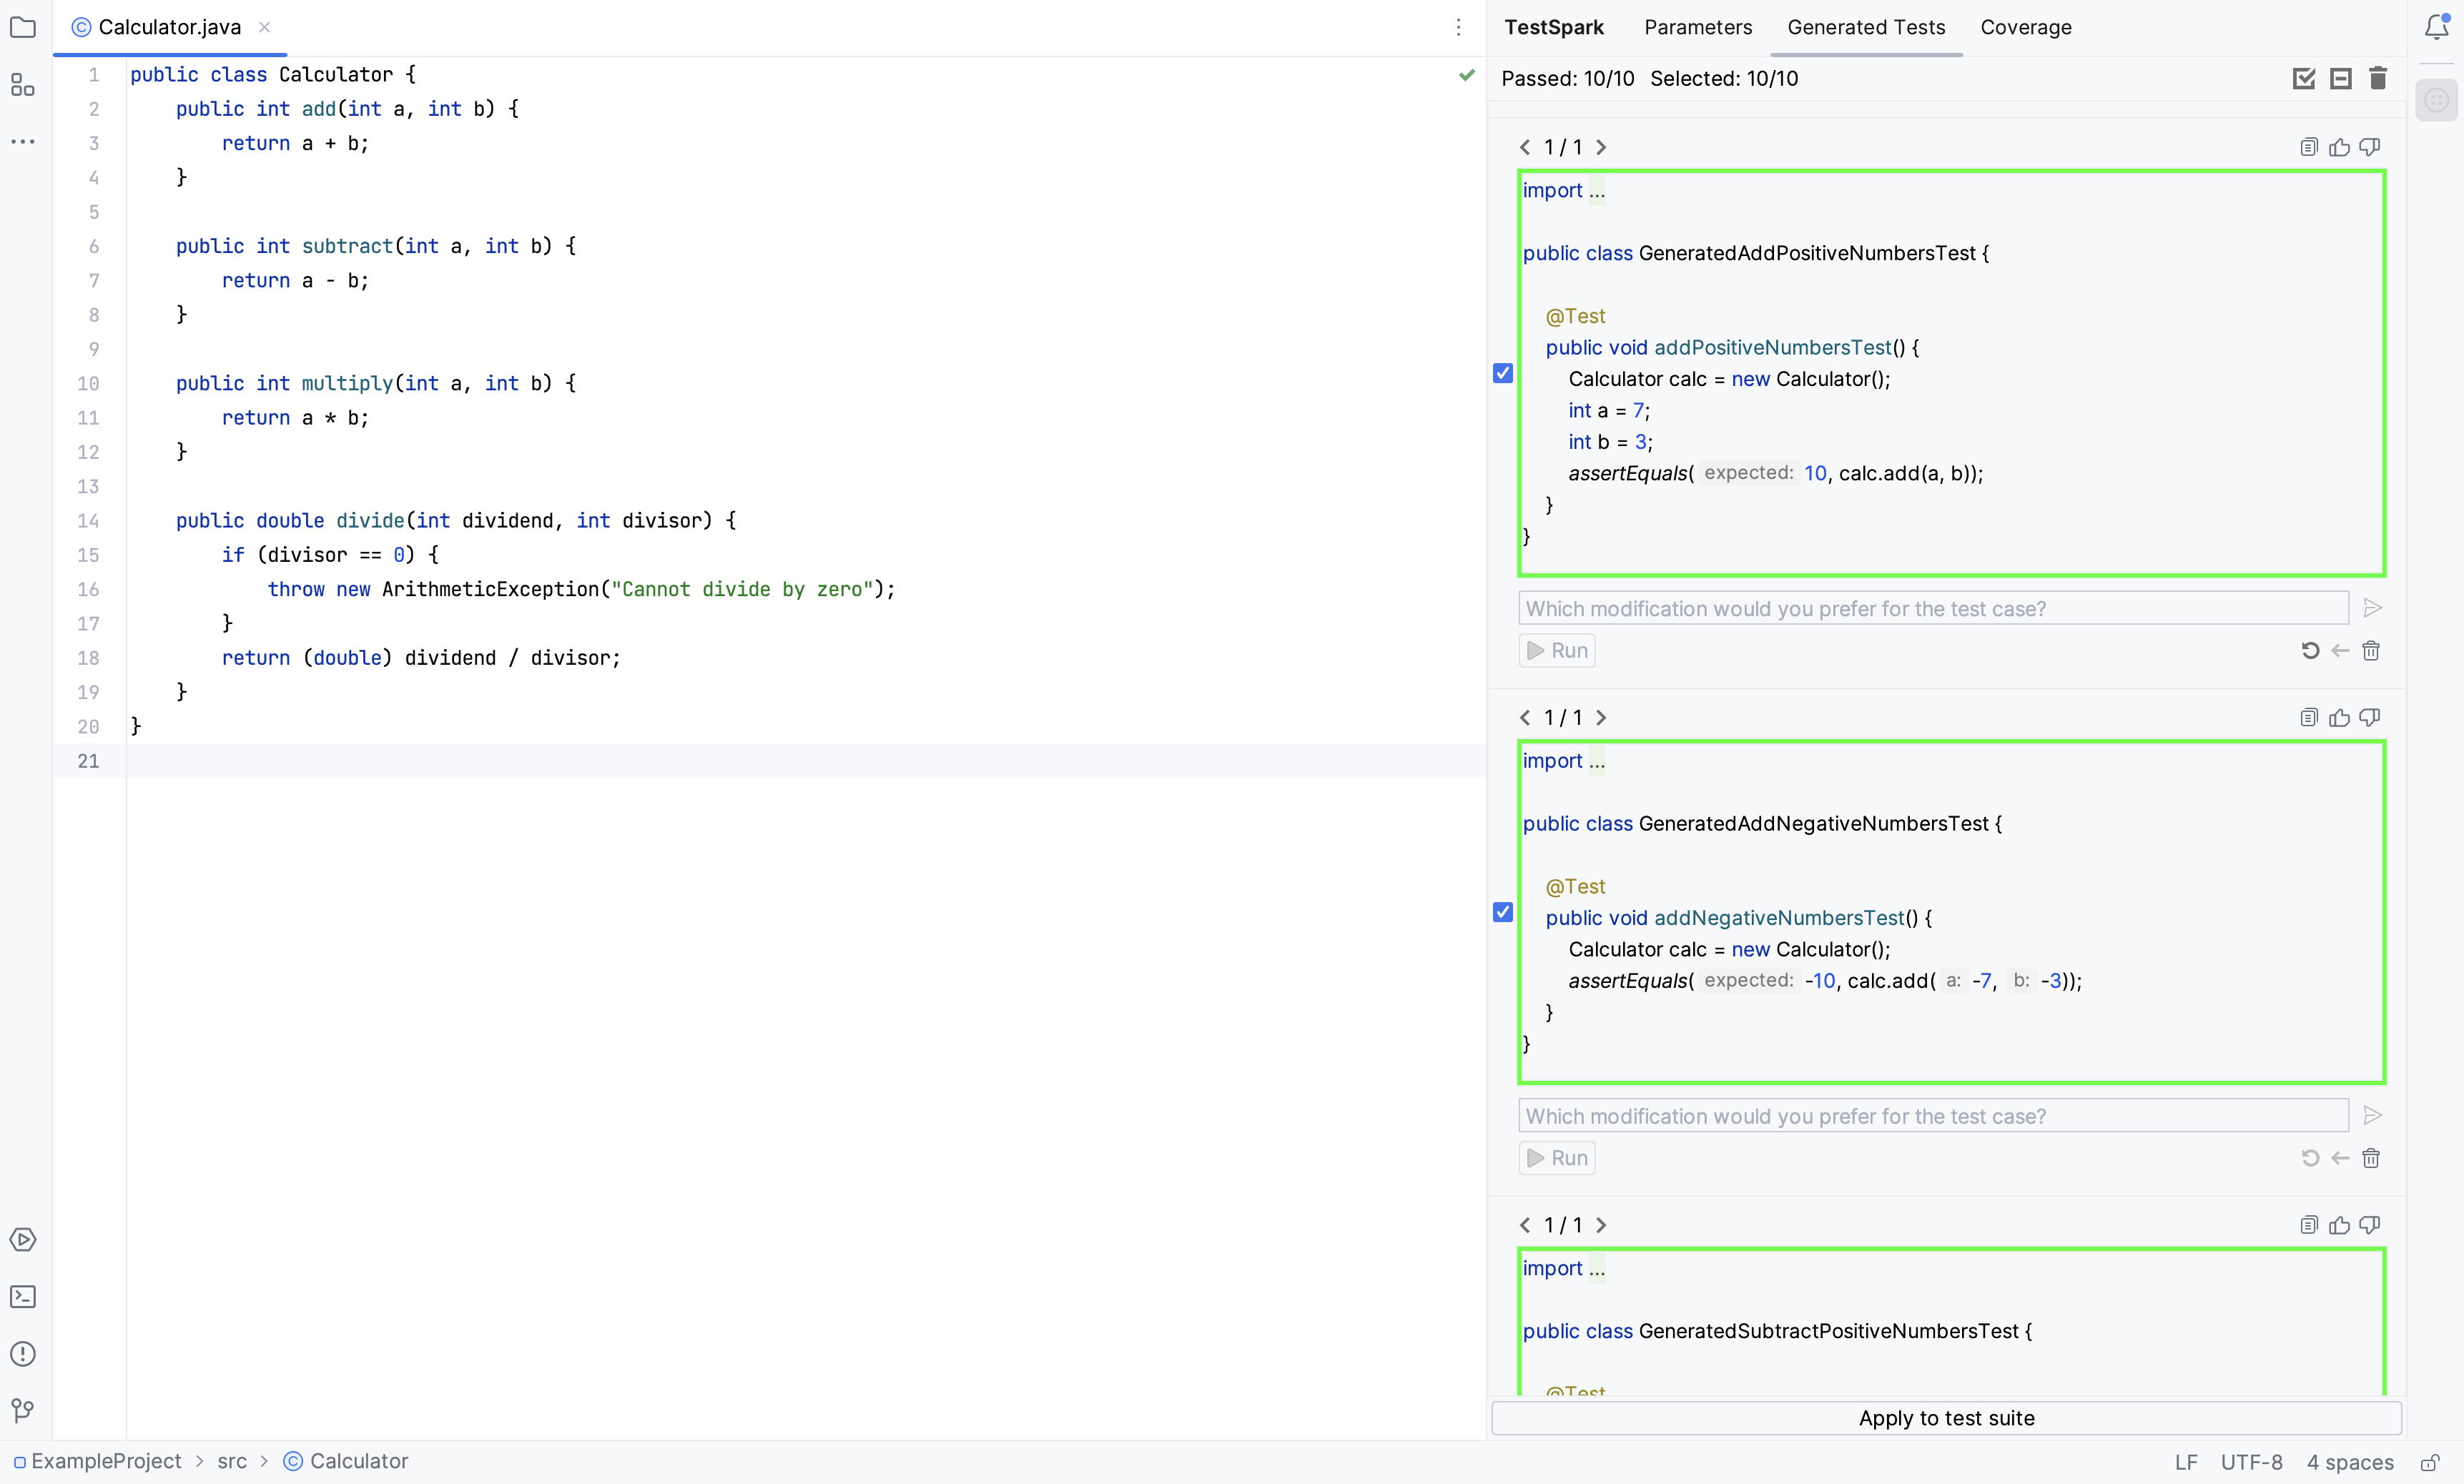 Calculator.java
1 public class Calculator {
2 public int add(int a, int b) {
3 return a + b;
4 }
5
6 public int subtract(int a, int b) {
7 return a - b;
8 }
9
10 public int multiply(int a, int b) {
11 return a * b;
12 }
13
14 public double divide(int dividend, int divisor) {
15 if (divisor == 0) {
16 throw new ArithmeticException("Cannot divide by zero");
17 }
18 return (double) dividend / divisor;
19 }
20 }
21
TestSpark Parameters Generated Tests Coverage
Passed: 10/10 Selected: 10/10
1 / 1
import ...
public class GeneratedAddPositiveNumbersTest {
@Test
public void addPositiveNumbersTest() {
Calculator calc = new Calculator();
int a = 7;
int b = 3;
assertEquals( expected: 10, calc.add(a, b));
}
}
Which modification would you prefer for the test case?
Run
1 / 1
import ...
public class GeneratedAddNegativeNumbersTest {
@Test
public void addNegativeNumbersTest() {
Calculator calc = new Calculator();
assertEquals( expected: -10, calc.add( a: -7, b: -3));
}
}
Which modification would you prefer for the test case?
Run
1 / 1
import ...
public class GeneratedSubtractPositiveNumbersTest {
@Test
Apply to test suite
ExampleProject > src > Calculator
LF UTF-8 4 spaces